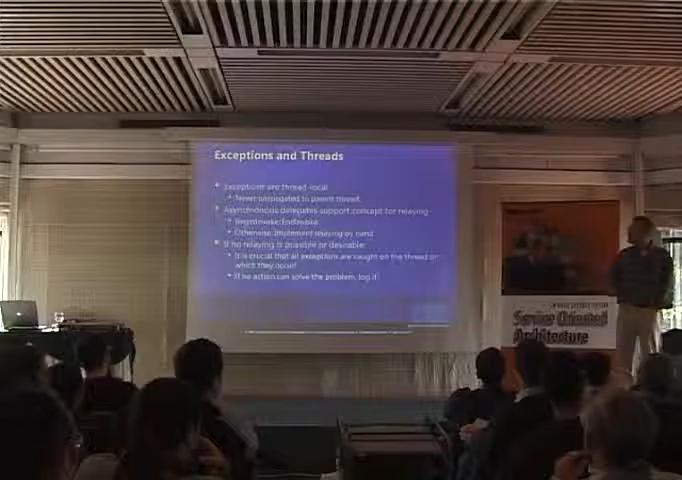 Exceptions and Threads
Exceptions are thread-local
Never propagated to parent thread
Asynchronous delegates support concept for relaying
BeginInvoke/EndInvoke
Otherwise: Implement relaying by hand
If no relaying is possible or desirable:
It is crucial that all exceptions are caught on the thread on
which they occur!
If no action can solve the problem, log it!
Service Oriented
Architecture